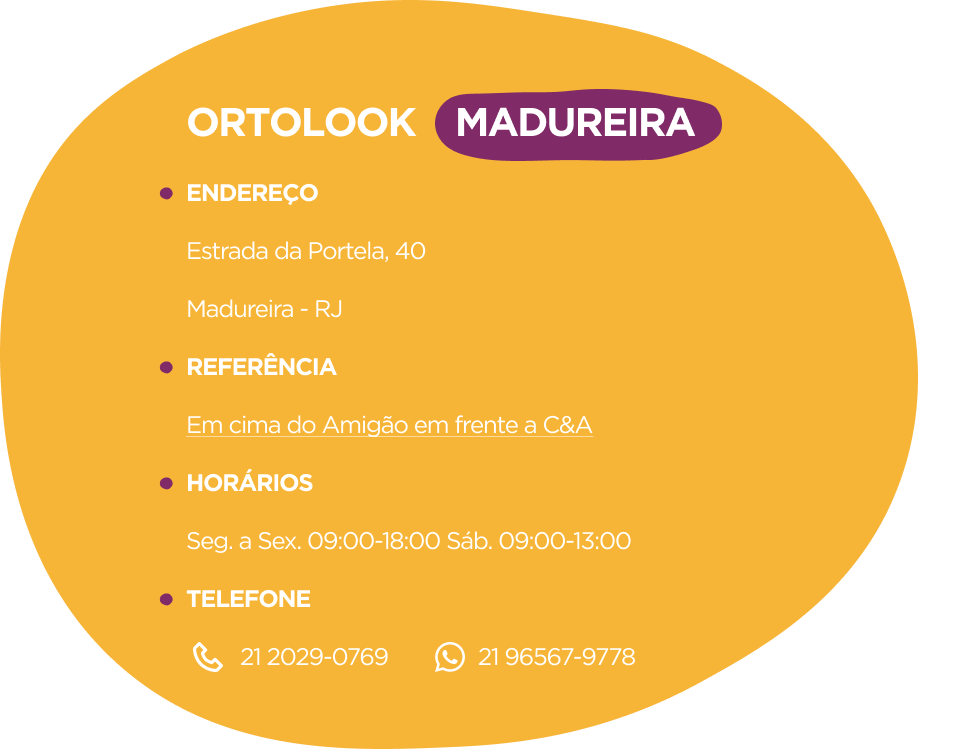 ORTOLOOK MADUREIRA
ENDEREÇO
Estrada da Portela, 40
Madureira - RJ
REFERÊNCIA
Em cima do Amigão em frente a C&A
HORÁRIOS
Seg. a Sex. 09:00-18:00 Sáb. 09:00-13:00
TELEFONE
21 2029-0769 21 96567-9778